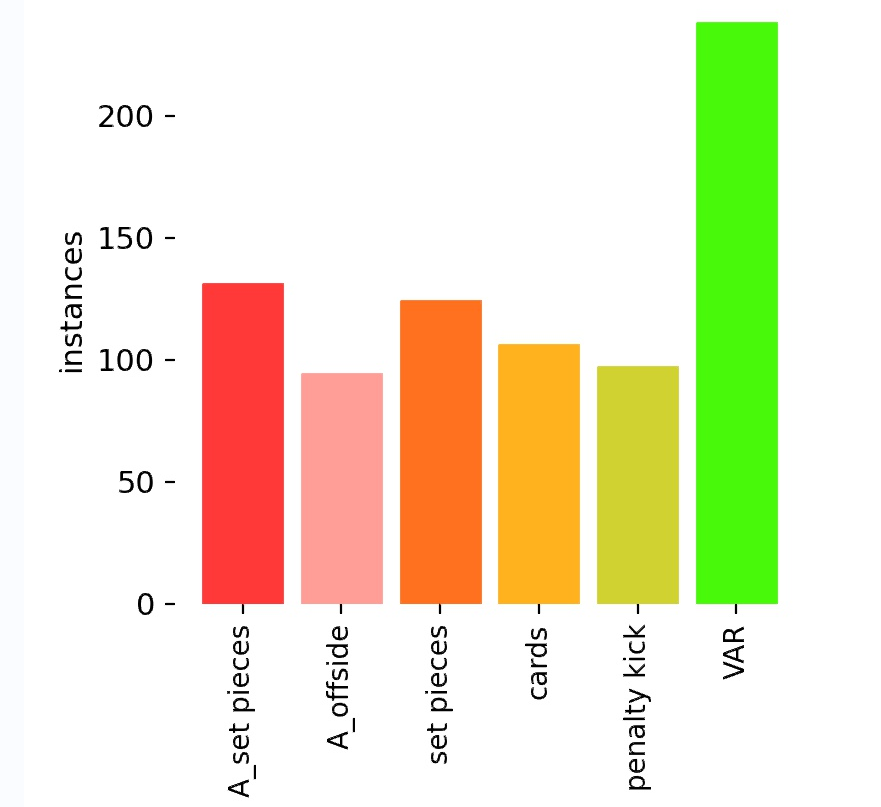 200
150
100
50
0
instances
A_set pieces
A_offside
set pieces
cards
penalty kick
VAR